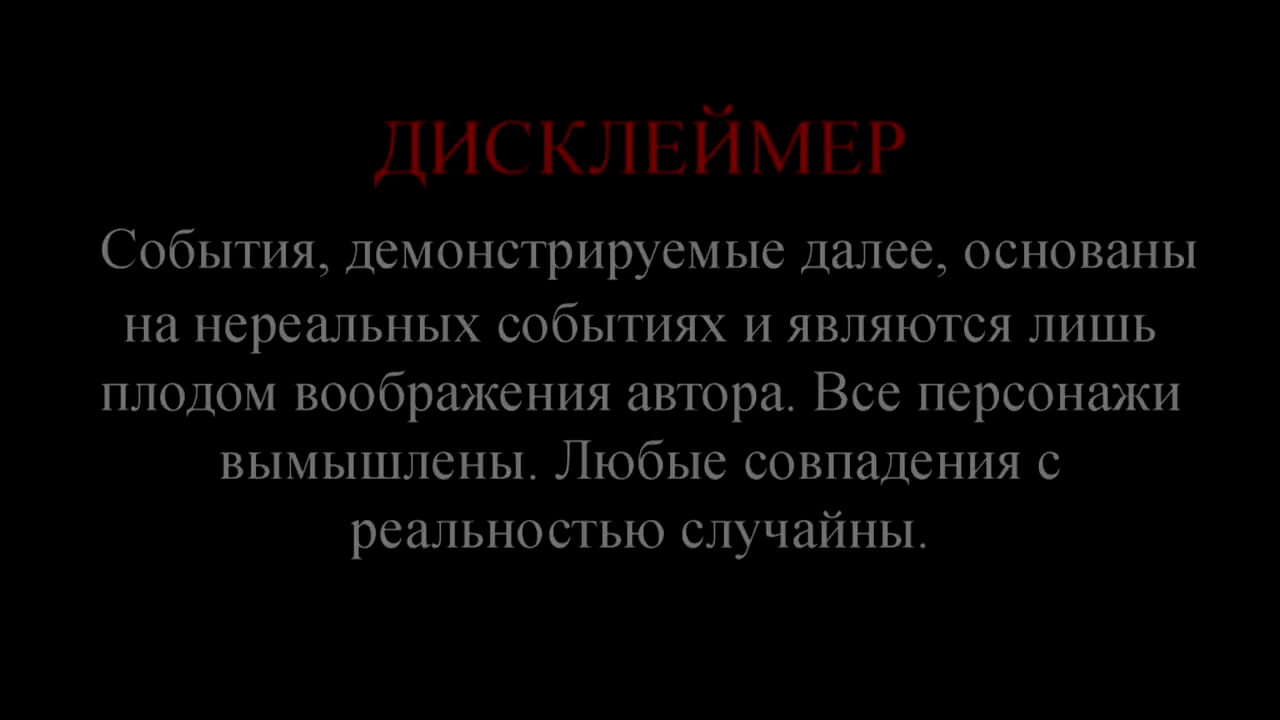 ДИСКЛЕЙМЕР
События, демонстрируемые далее, основаны
на нереальных событиях и являются лишь
плодом воображения автора. Все персонажи
вымышлены. Любые совпадения с
реальностью случайны.